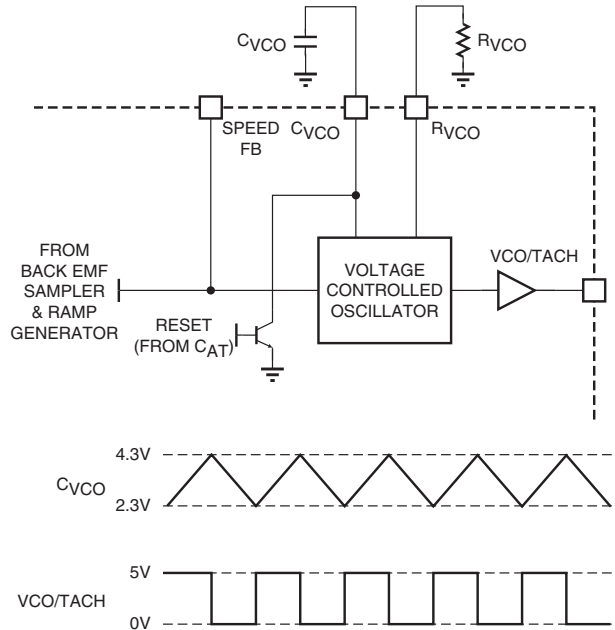 CVCO
RVCO
SPEED
FB
CVCO
RVCO
FROM
BACK EMF
SAMPLER
& RAMP
GENERATOR
RESET
(FROM CAT)
VOLTAGE
CONTROLLED
OSCILLATOR
VCO/TACH
4.3V
CVCO
2.3V
5V
VCO/TACH
0V